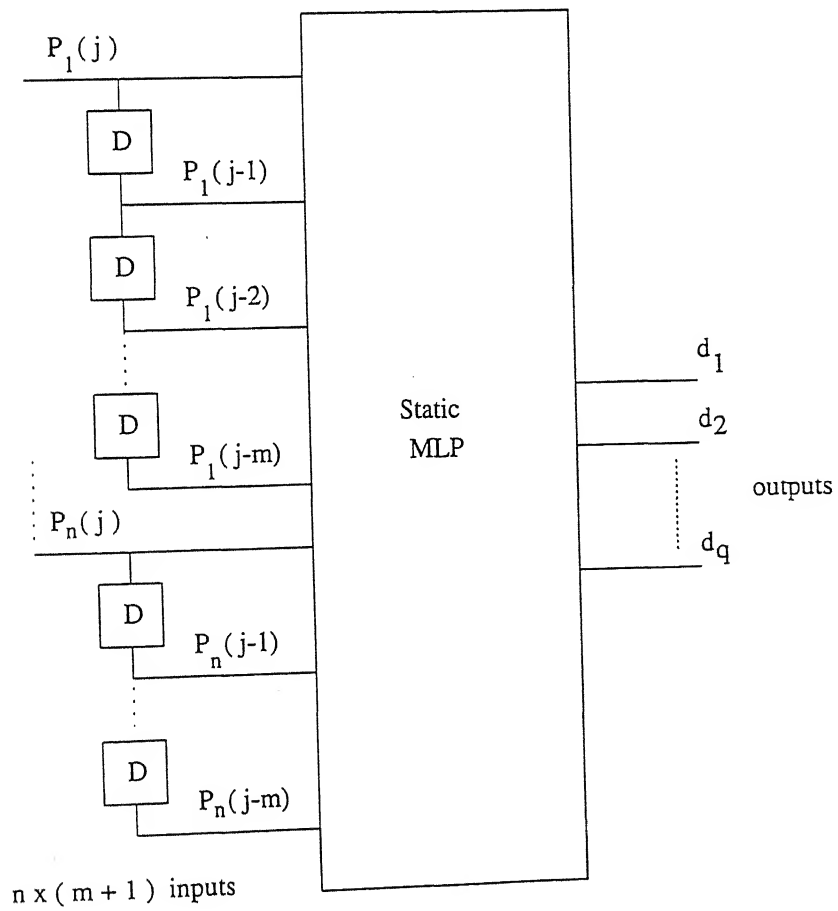 P1(j)
D
P1(j-1)
D
P1(j-2)
D
P1(j-m)
Pn(j)
D
Pn(j-1)
D
Pn(j-m)
n x ( m + 1 ) inputs
Static
MLP
d1
d2
dq
outputs